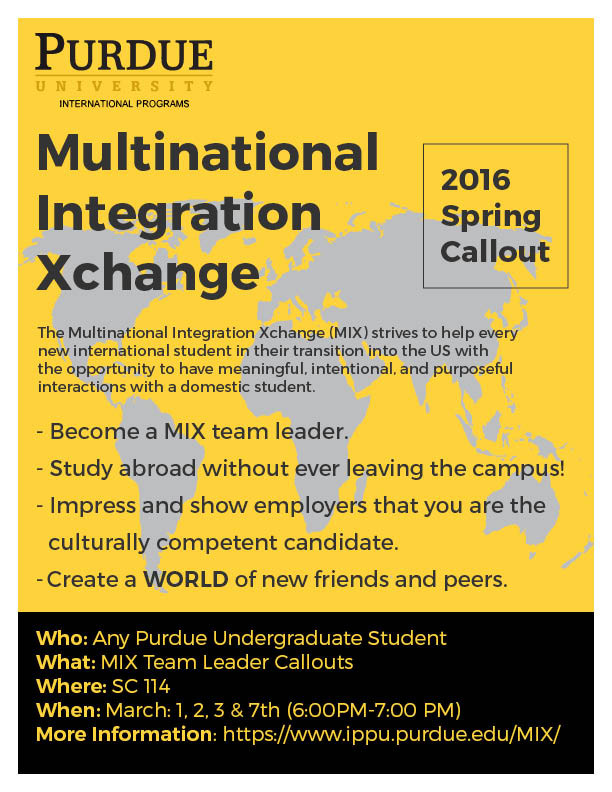 PURDUE
UNIVERSITY
INTERNATIONAL PROGRAMS
Multinational
Integration
Xchange
2016
Spring
Callout
The Multinational Integration Xchange (MIX) strives to help every
new international student in their transition into the US with
the opportunity to have meaningful, intentional, and purposeful
interactions with a domestic student.
- Become a MIX team leader.
- Study abroad without ever leaving the campus!
- Impress and show employers that you are the
culturally competent candidate.
- Create a WORLD of new friends and peers.
Who: Any Purdue Undergraduate Student
What: MIX Team Leader Callouts
Where: SC 114
When: March: 1, 2, 3 & 7th (6:00PM-7:00 PM)
More Information: https://www.ippu.purdue.edu/MIX/